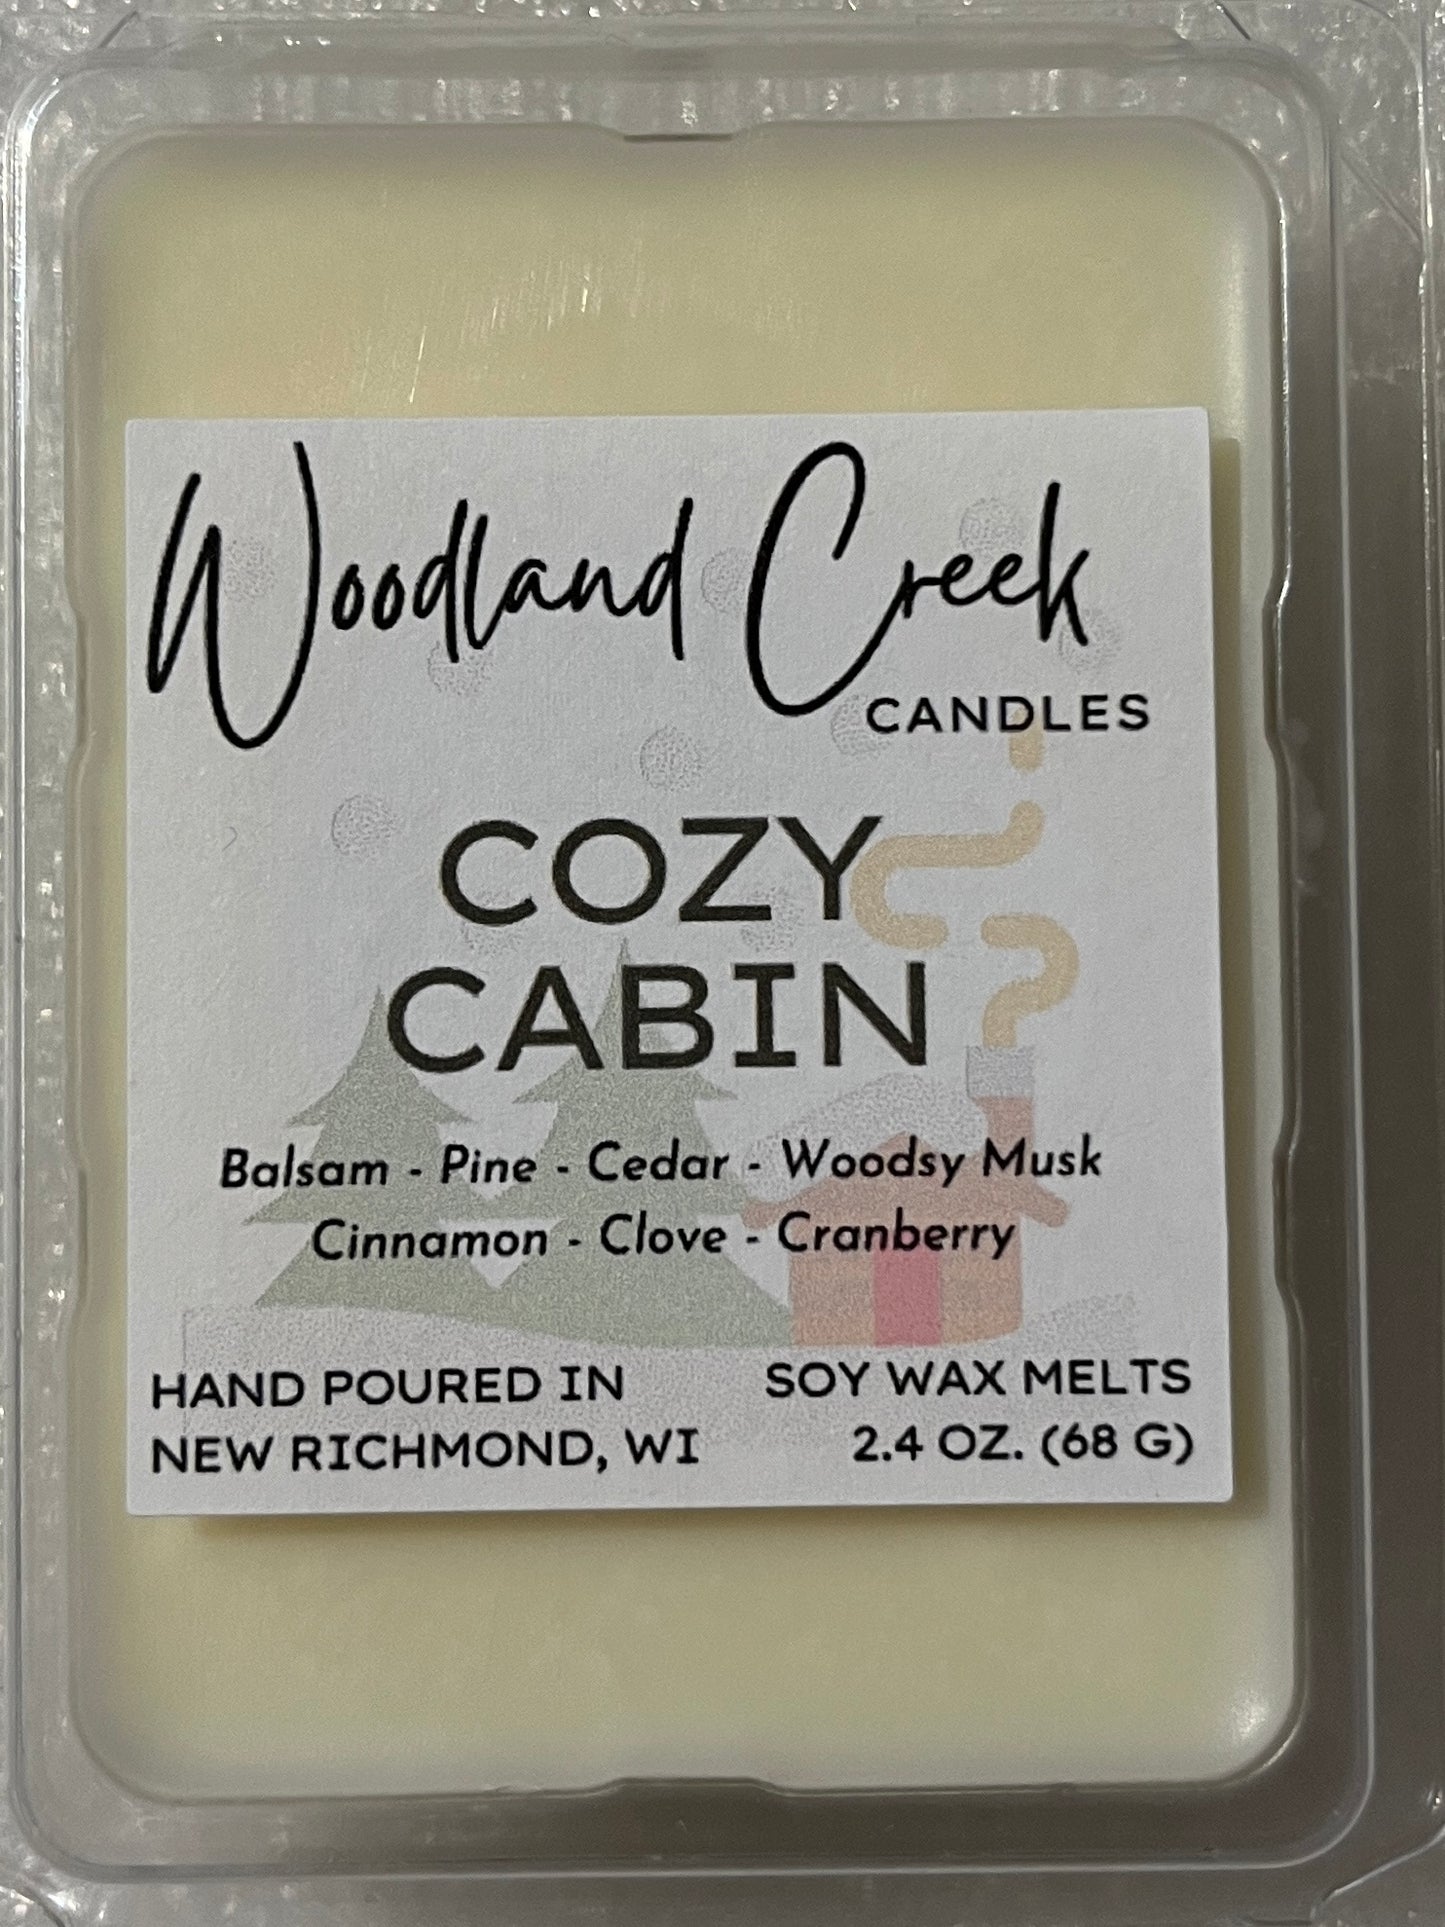 Woodland Creek
CANDLES
COZY
CABIN
Balsam - Pine - Cedar - Woodsy Musk
Cinnamon - Clove - Cranberry
HAND POURED IN
NEW RICHMOND, WI
SOY WAX MELTS
2.4 OZ. (68 G)